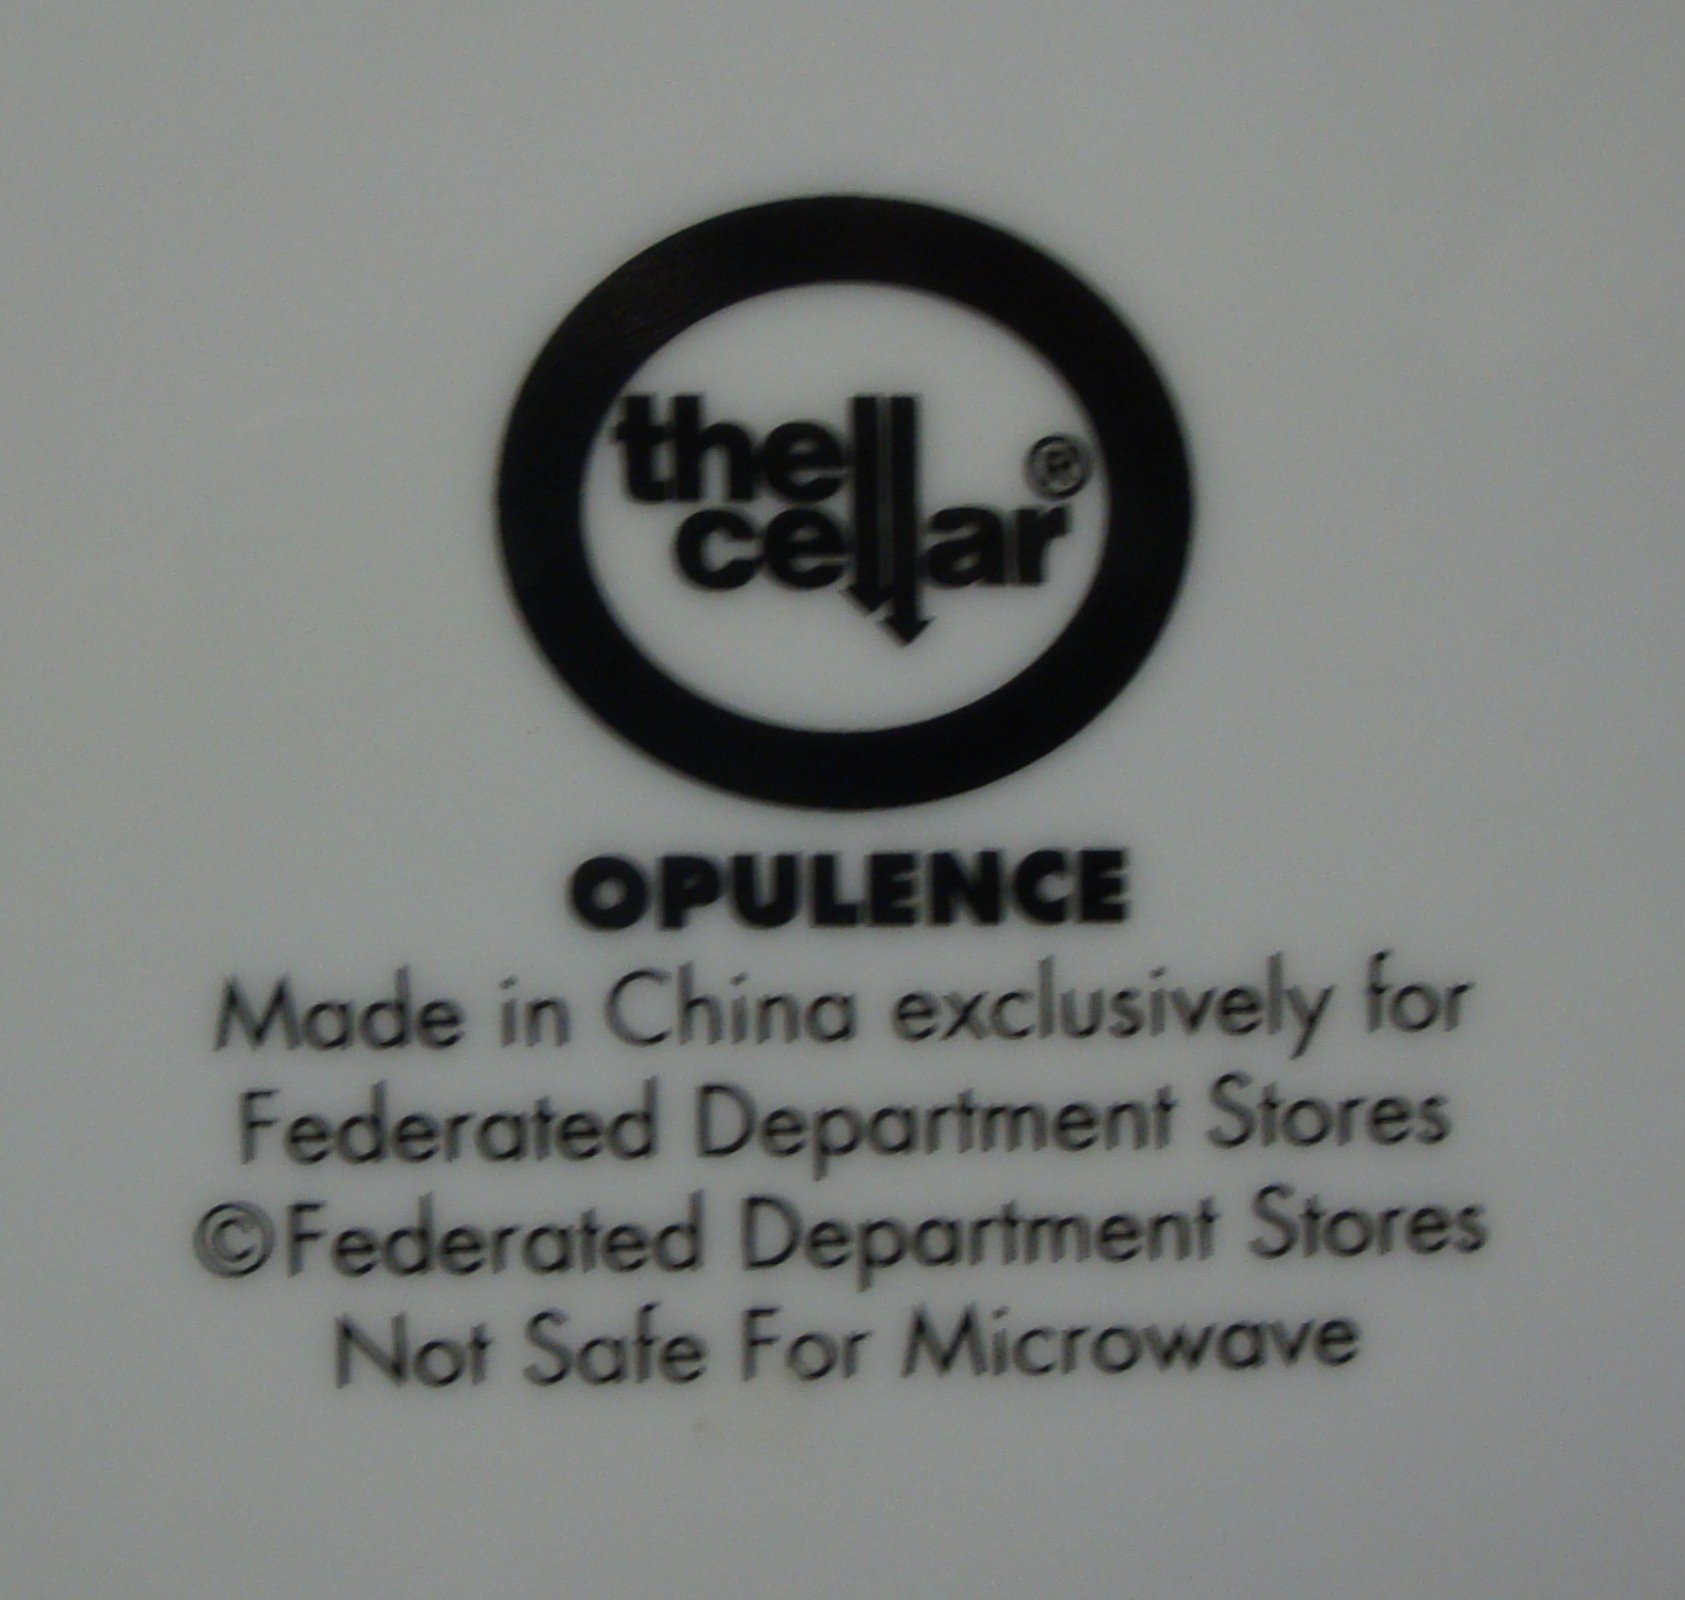 the
cellar®
OPULENCE
Made in China exclusively for
Federated Department Stores
©Federated Department Stores
Not Safe For Microwave